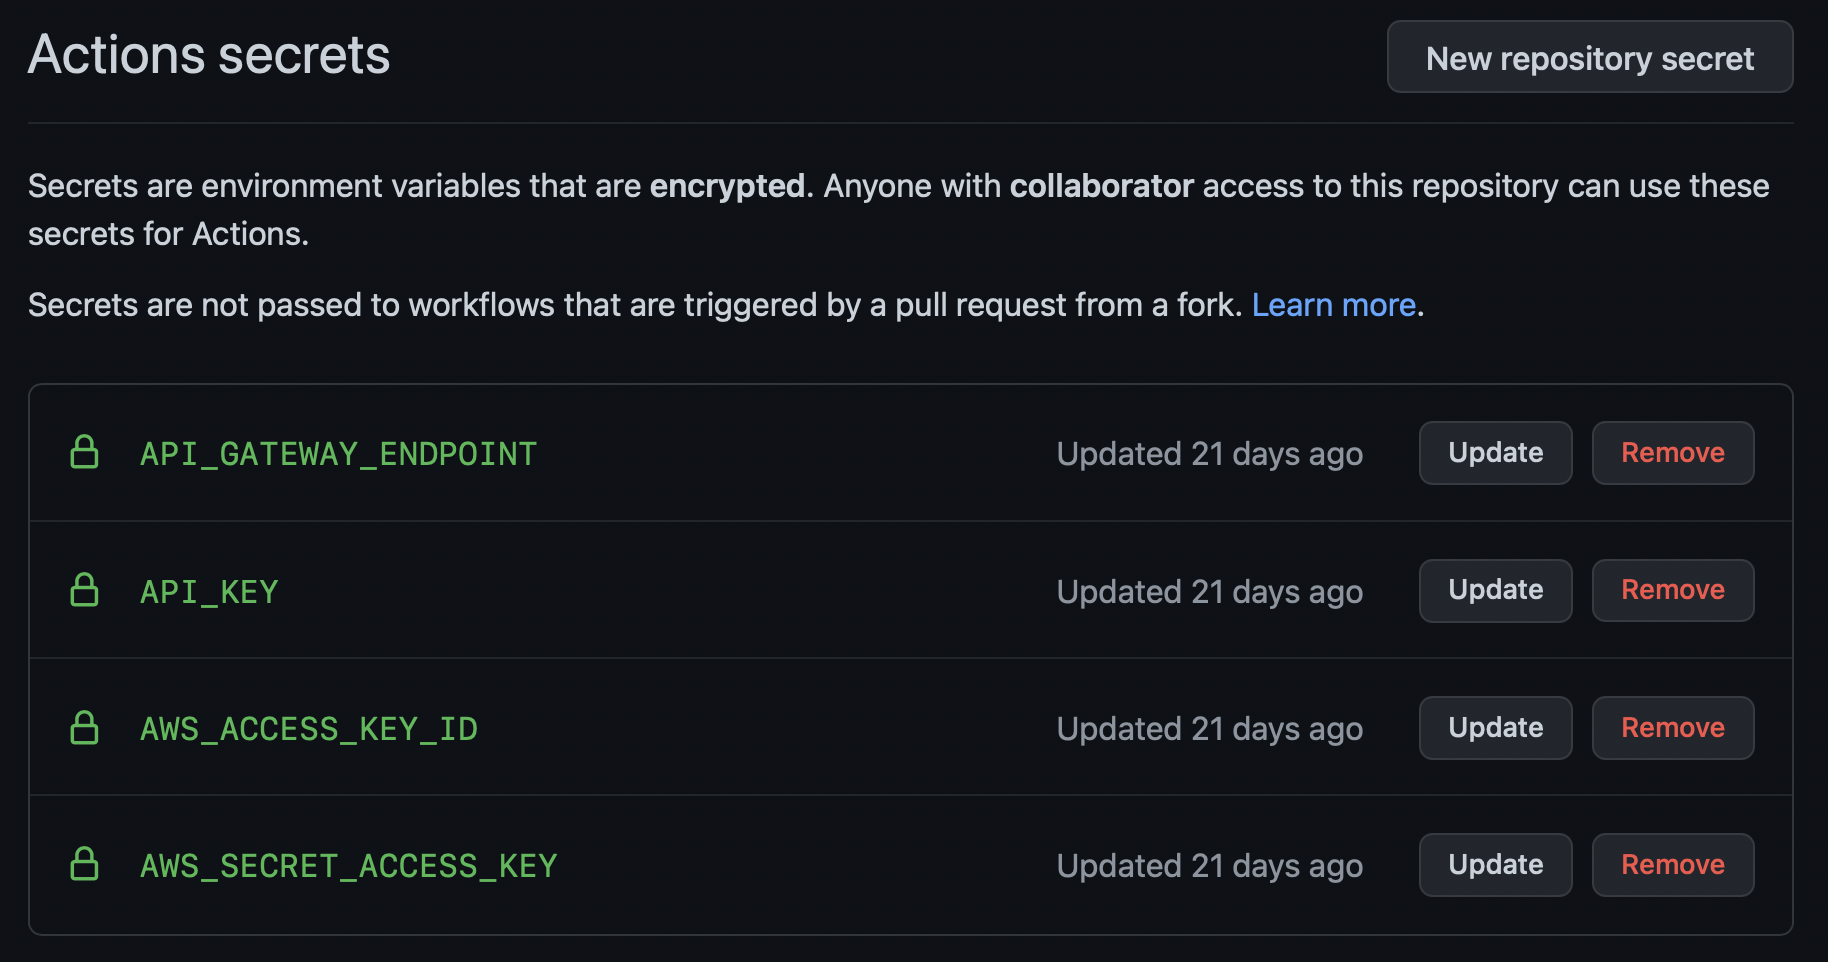 Actions secrets
New repository secret
Secrets are environment variables that are encrypted. Anyone with collaborator access to this repository can use these
secrets for Actions.
Secrets are not passed to workflows that are triggered by a pull request from a fork. Learn more.
API_GATEWAY_ENDPOINT Updated 21 days ago Update Remove
API_KEY Updated 21 days ago Update Remove
AWS_ACCESS_KEY_ID Updated 21 days ago Update Remove
AWS_SECRET_ACCESS_KEY Updated 21 days ago Update Remove